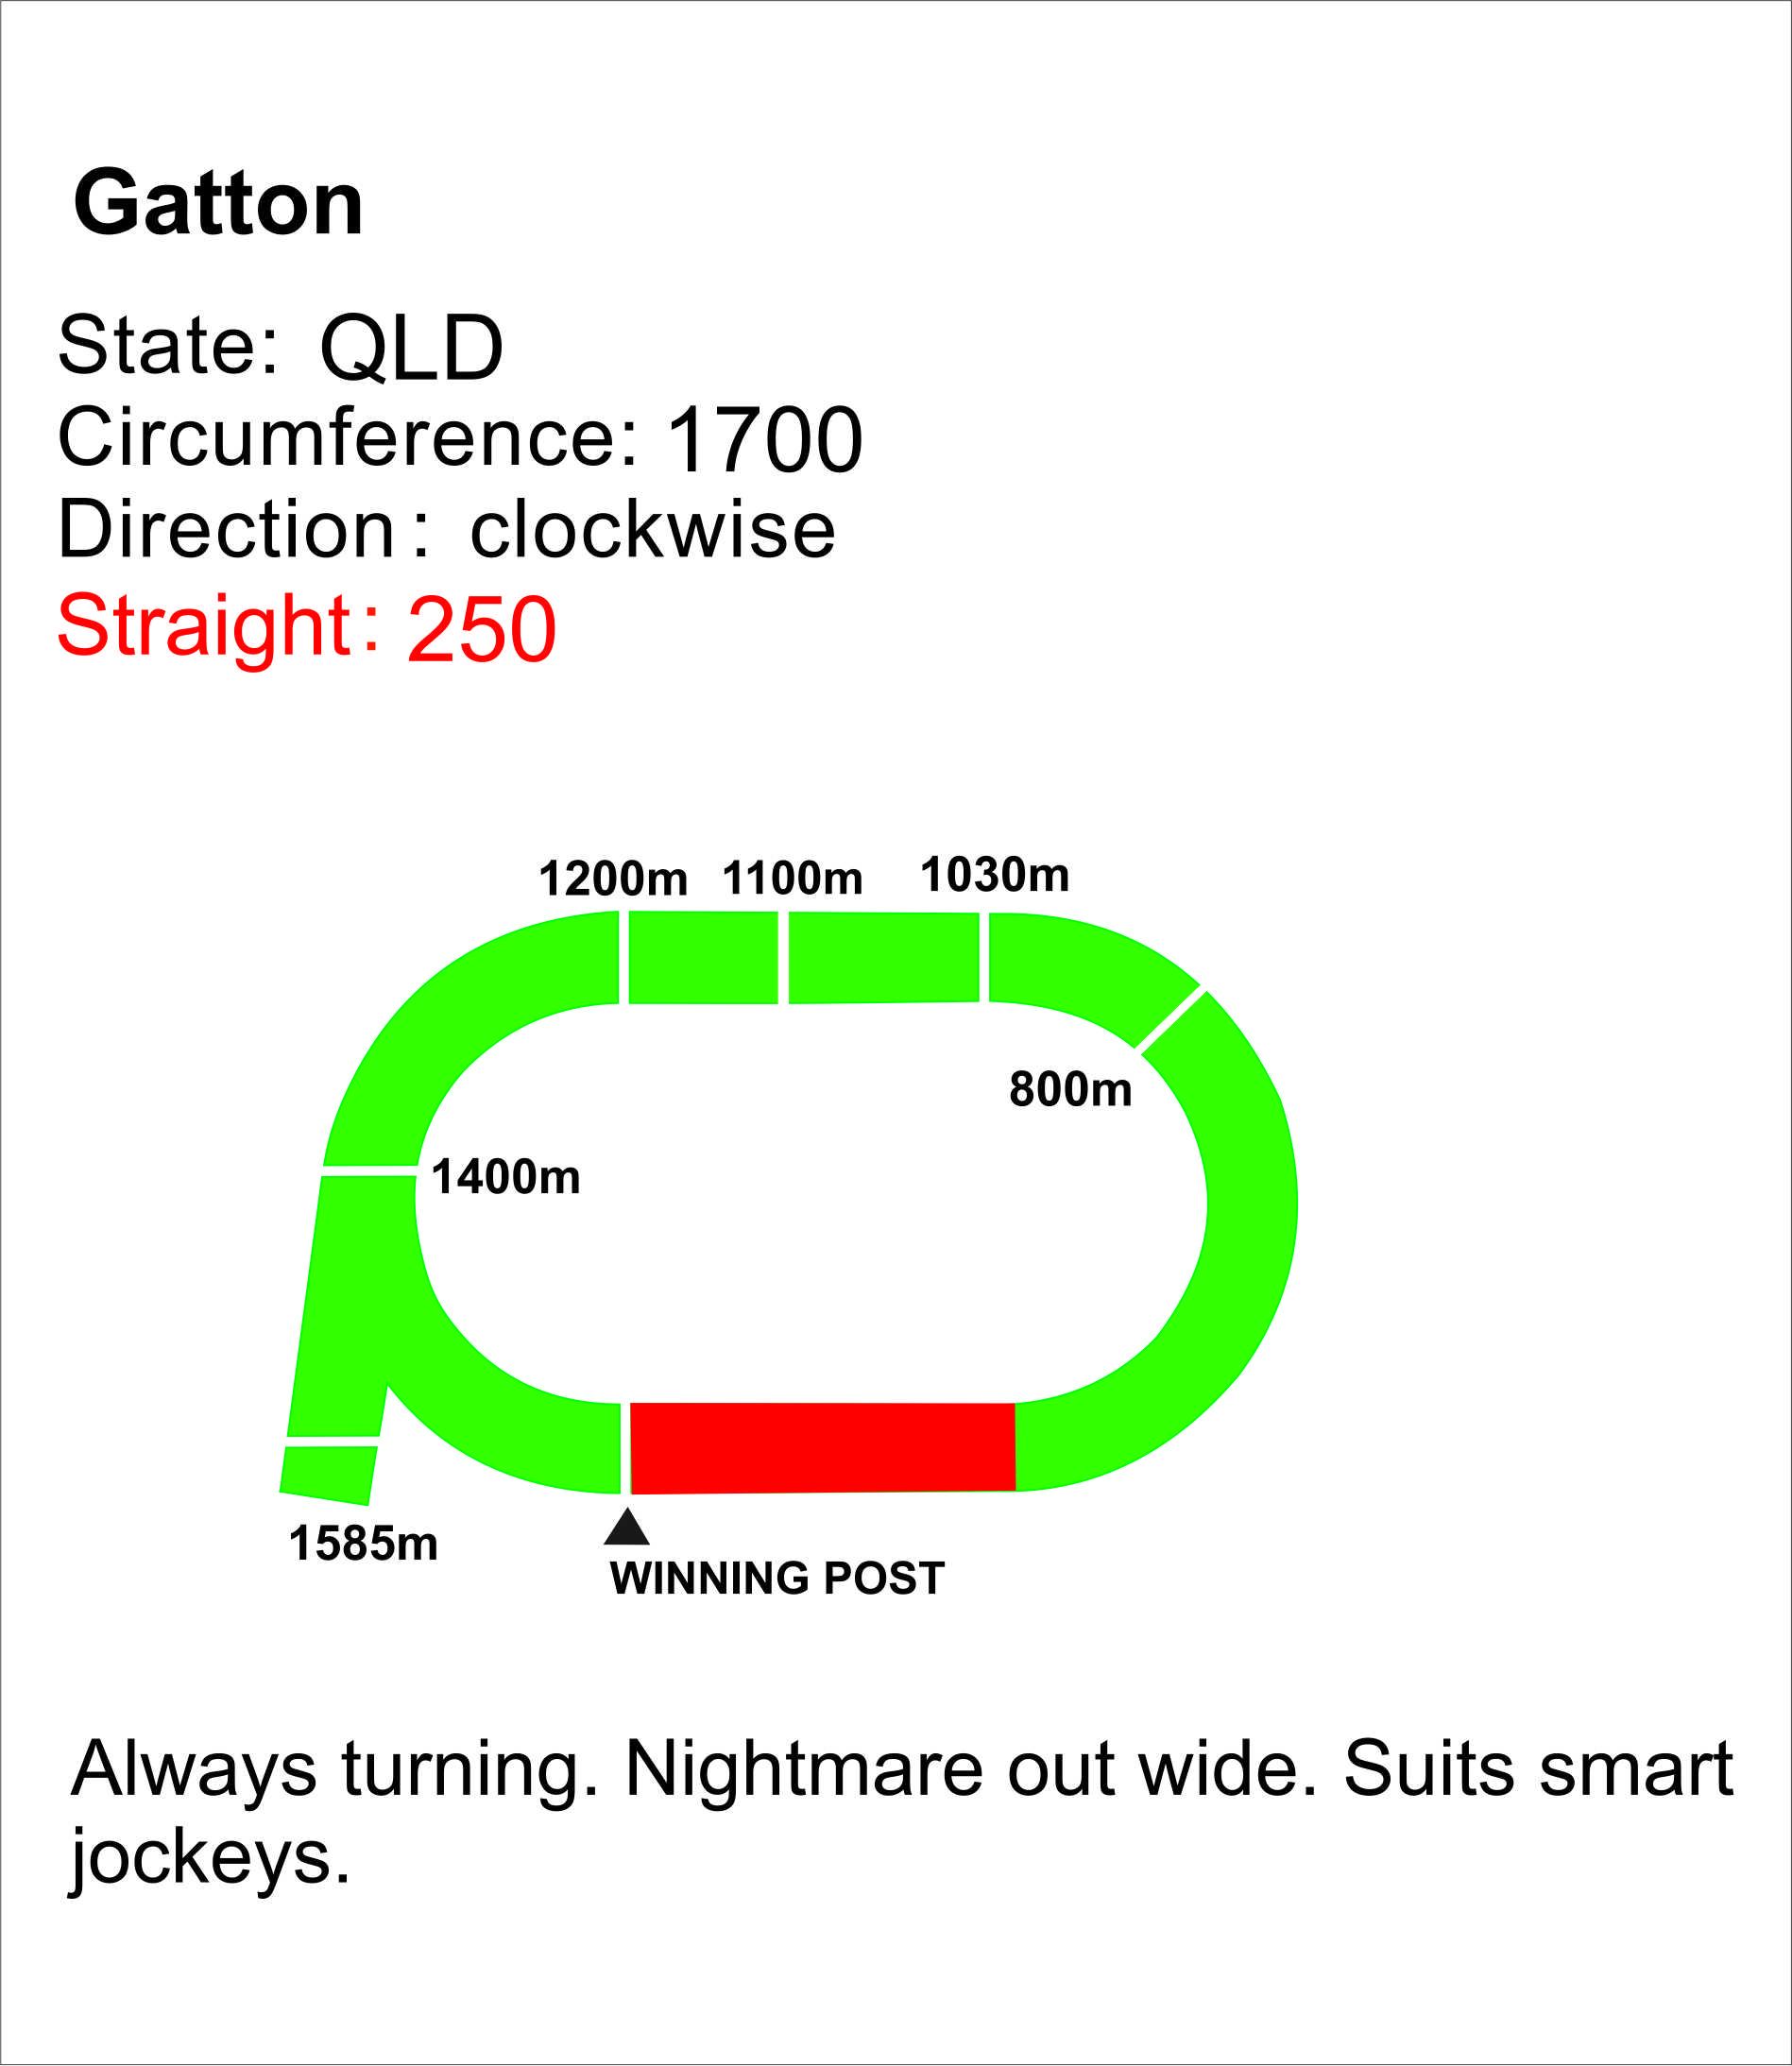 Gatton
State: QLD
Circumference: 1700
Direction : clockwise
Straight: 250
1200m 1100m 1030m
800m
1400m
1585m
WINNING POST
Always turning. Nightmare out wide. Suits smart
jockeys.